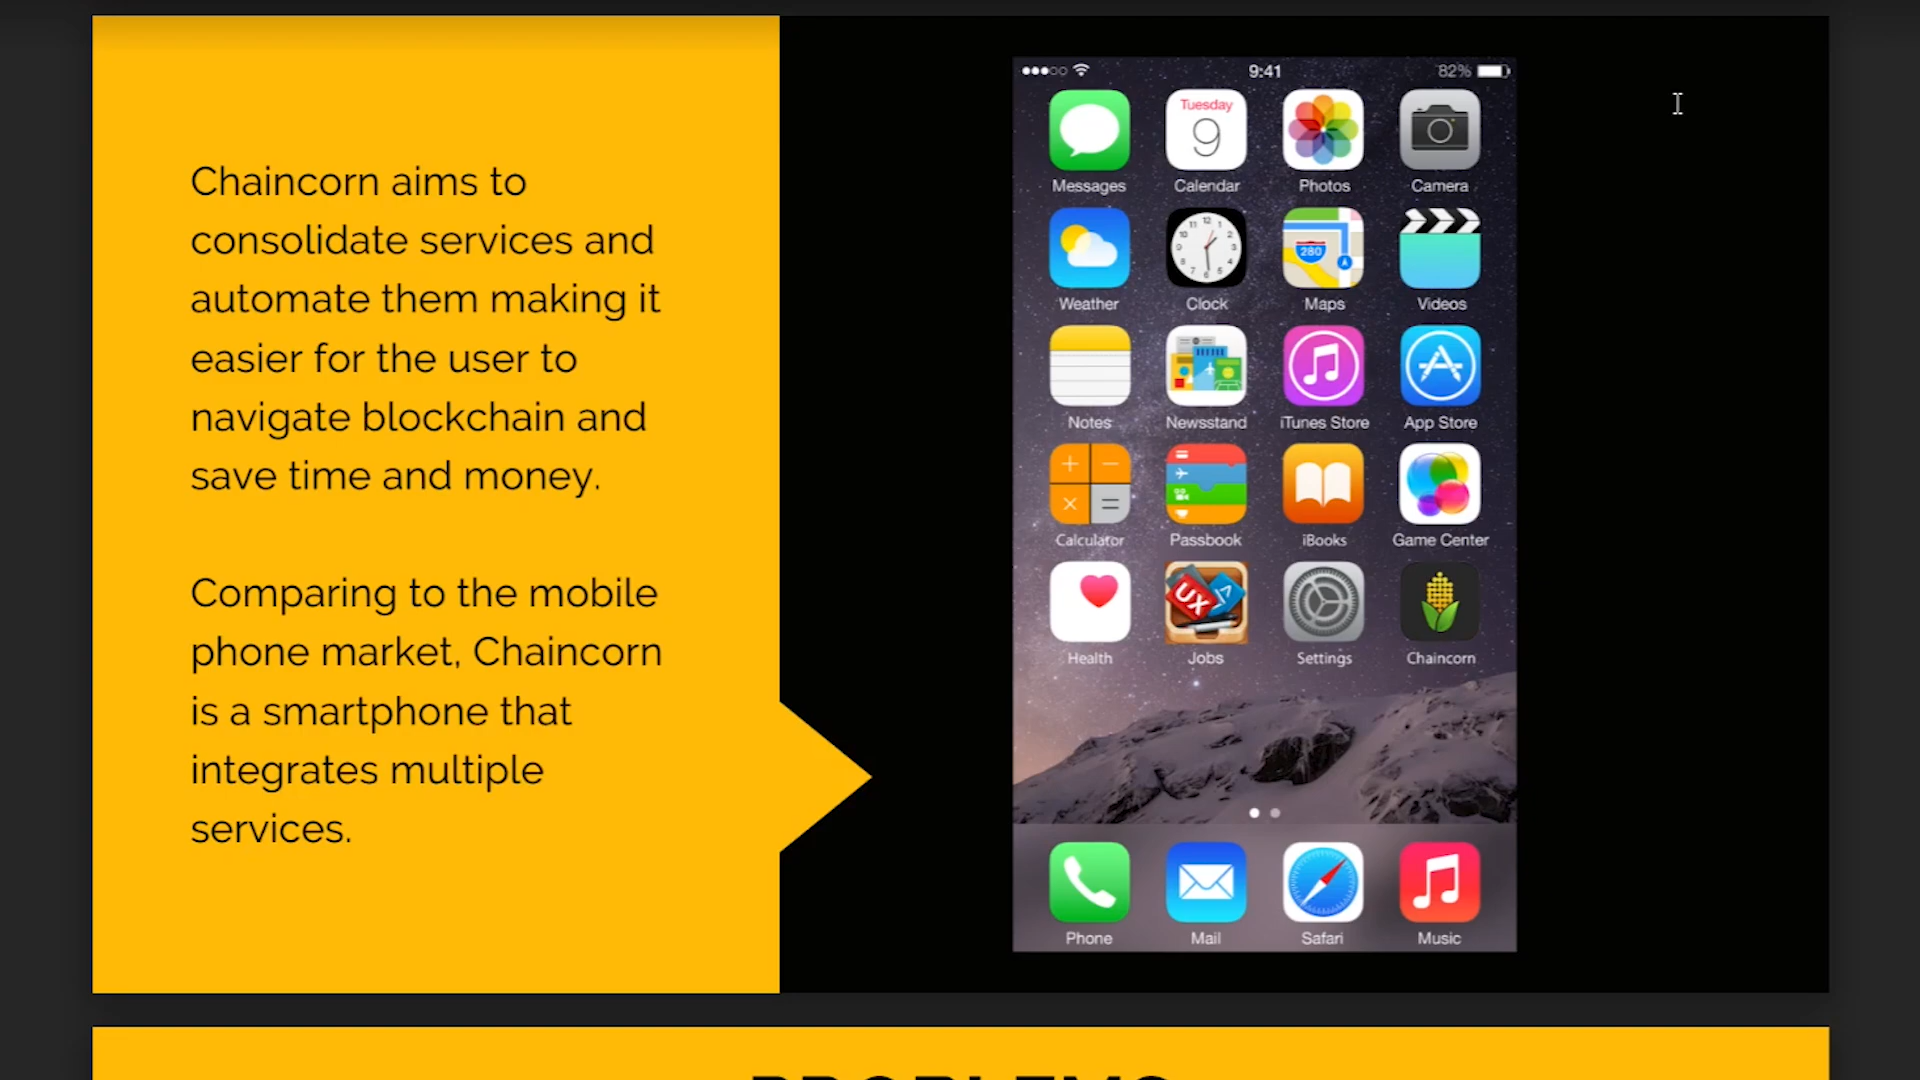 Chaincorn aims to
consolidate services and
automate them making it
easier for the user to
navigate blockchain and
save time and money.
Comparing to the mobile
phone market, Chaincorn
is a smartphone that
integrates multiple
services.
9:41
82%
Tuesday
9
Messages
Calendar
Photos
Camera
280
Weather
Clock
Maps
Videos
Notes
Newsstand
iTunes Store
App Store
Calculator
Passbook
iBooks
Game Center
UX
Health
Jobs
Settings
Chaincorn
Phone
Mail
Safari
Music
PROBLEMS